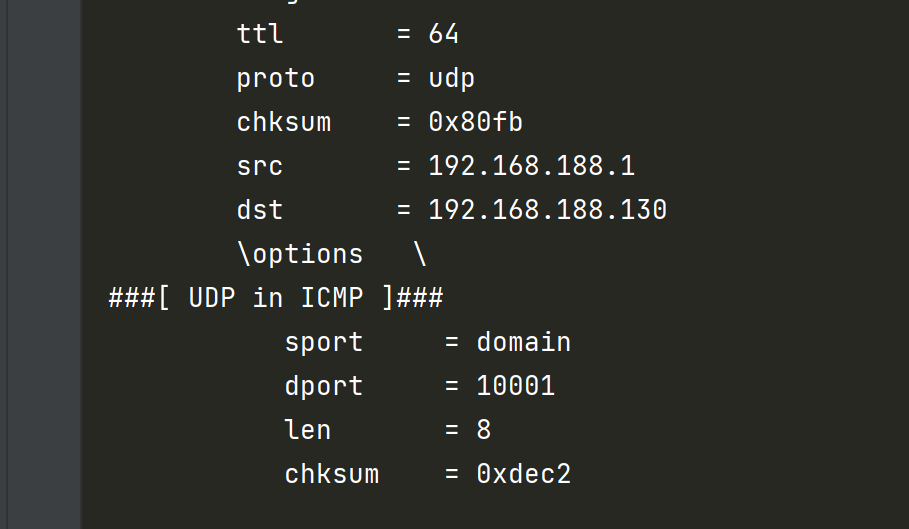 ttl = 64
proto = udp
chksum = 0x80fb
src = 192.168.188.1
dst = 192.168.188.130
\options \
###[ UDP in ICMP ]###
sport = domain
dport = 10001
len = 8
chksum = 0xdec2